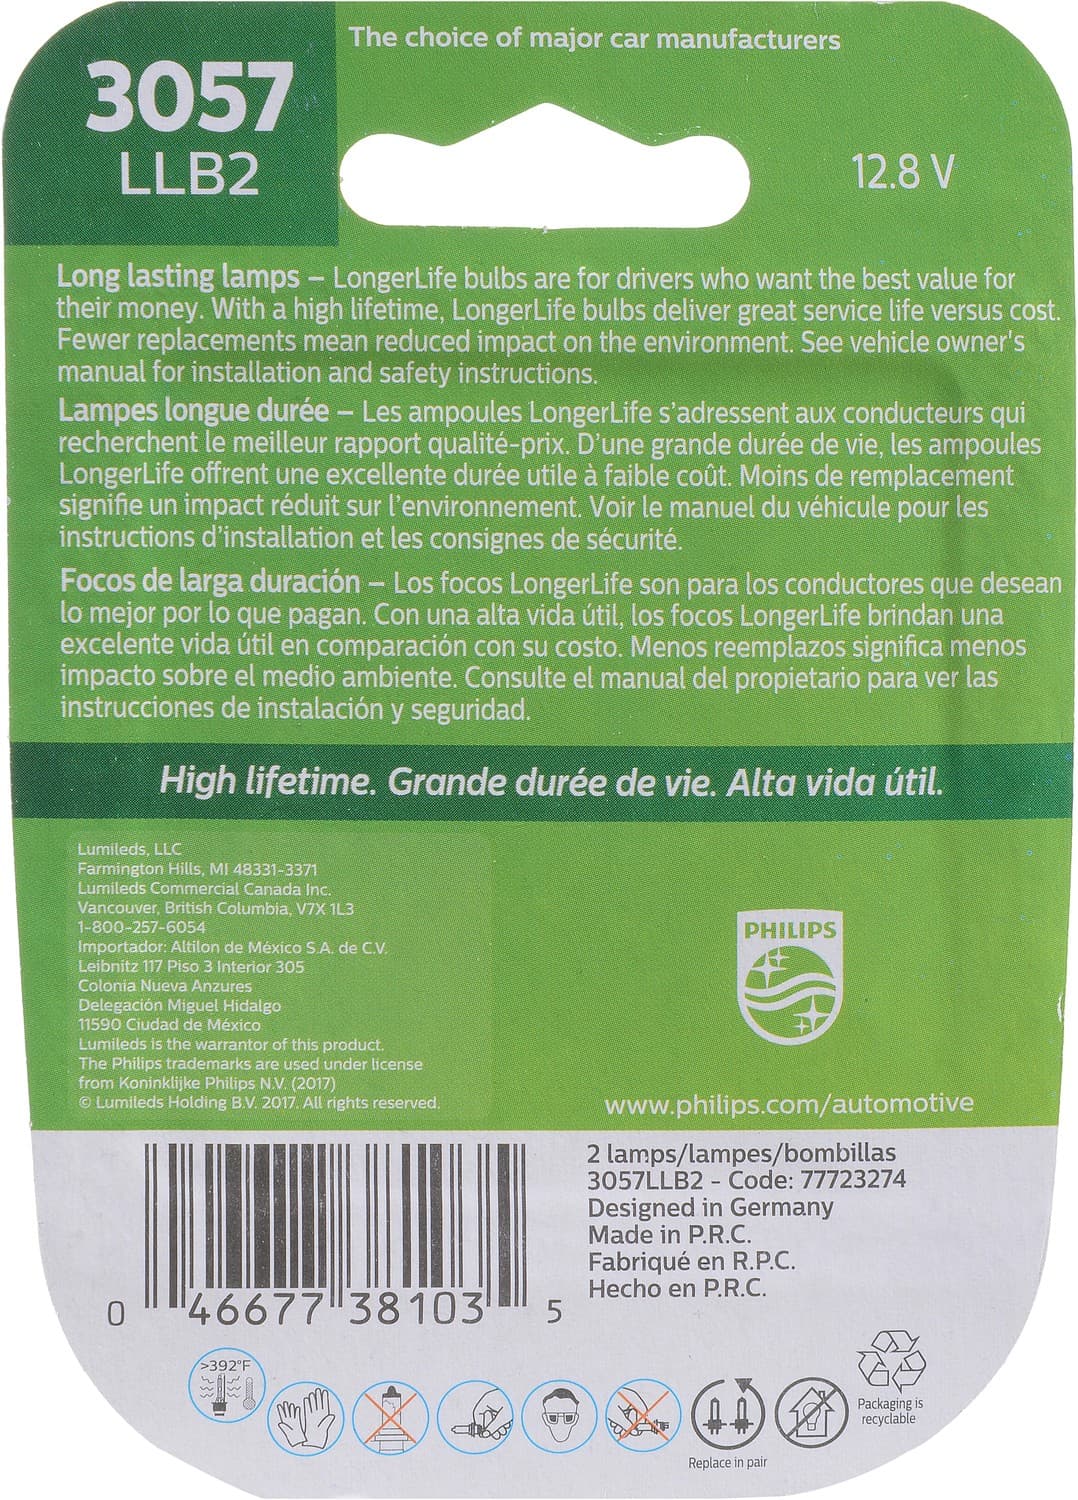 The choice of major car manufacturers
3057
LLB2
12.8 V
Long lasting lamps – LongerLife bulbs are for drivers who want the best value for
their money. With a high lifetime, LongerLife bulbs deliver great service life versus cost.
Fewer replacements mean reduced impact on the environment. See vehicle owner's
manual for installation and safety instructions.
Lampes longue durée – Les ampoules LongerLife s'adressent aux conducteurs qui
recherchent le meilleur rapport qualité-prix. D'une grande durée de vie, les ampoules
LongerLife offrent une excellente durée utile à faible coût. Moins de remplacement
signifie un impact réduit sur l'environnement. Voir le manuel du véhicule pour les
instructions d'installation et les consignes de sécurité.
Focos de larga duración – Los focos LongerLife son para los conductores que desean
lo mejor por lo que pagan. Con una alta vida útil, los focos LongerLife brindan una
excelente vida útil en comparación con su costo. Menos reemplazos significa menos
impacto sobre el medio ambiente. Consulte el manual del propietario para ver las
instrucciones de instalación y seguridad.
High lifetime. Grande durée de vie. Alta vida útil.
Lumileds, LLC
Farmington Hills, MI 48331-3371
Lumileds Commercial Canada Inc.
Vancouver, British Columbia, V7X 1L3
1-800-257-6054
Importador: Altilon de México S.A. de C.V.
Leibnitz 117 Piso 3 Interior 305
Colonia Nueva Anzures
Delegación Miguel Hidalgo
11590 Ciudad de México
Lumileds is the warrantor of this product.
The Philips trademarks are used under license
from Koninklijke Philips N.V. (2017)
© Lumileds Holding B.V. 2017. All rights reserved.
PHILIPS
www.philips.com/automotive
2 lamps/lampes/bombillas
3057LLB2 - Code: 77723274
Designed in Germany
Made in P.R.C.
Fabriqué en R.P.C.
Hecho en P.R.C.
0 46677 38103 5
>392°F
Replace in pair
Packaging is
recyclable